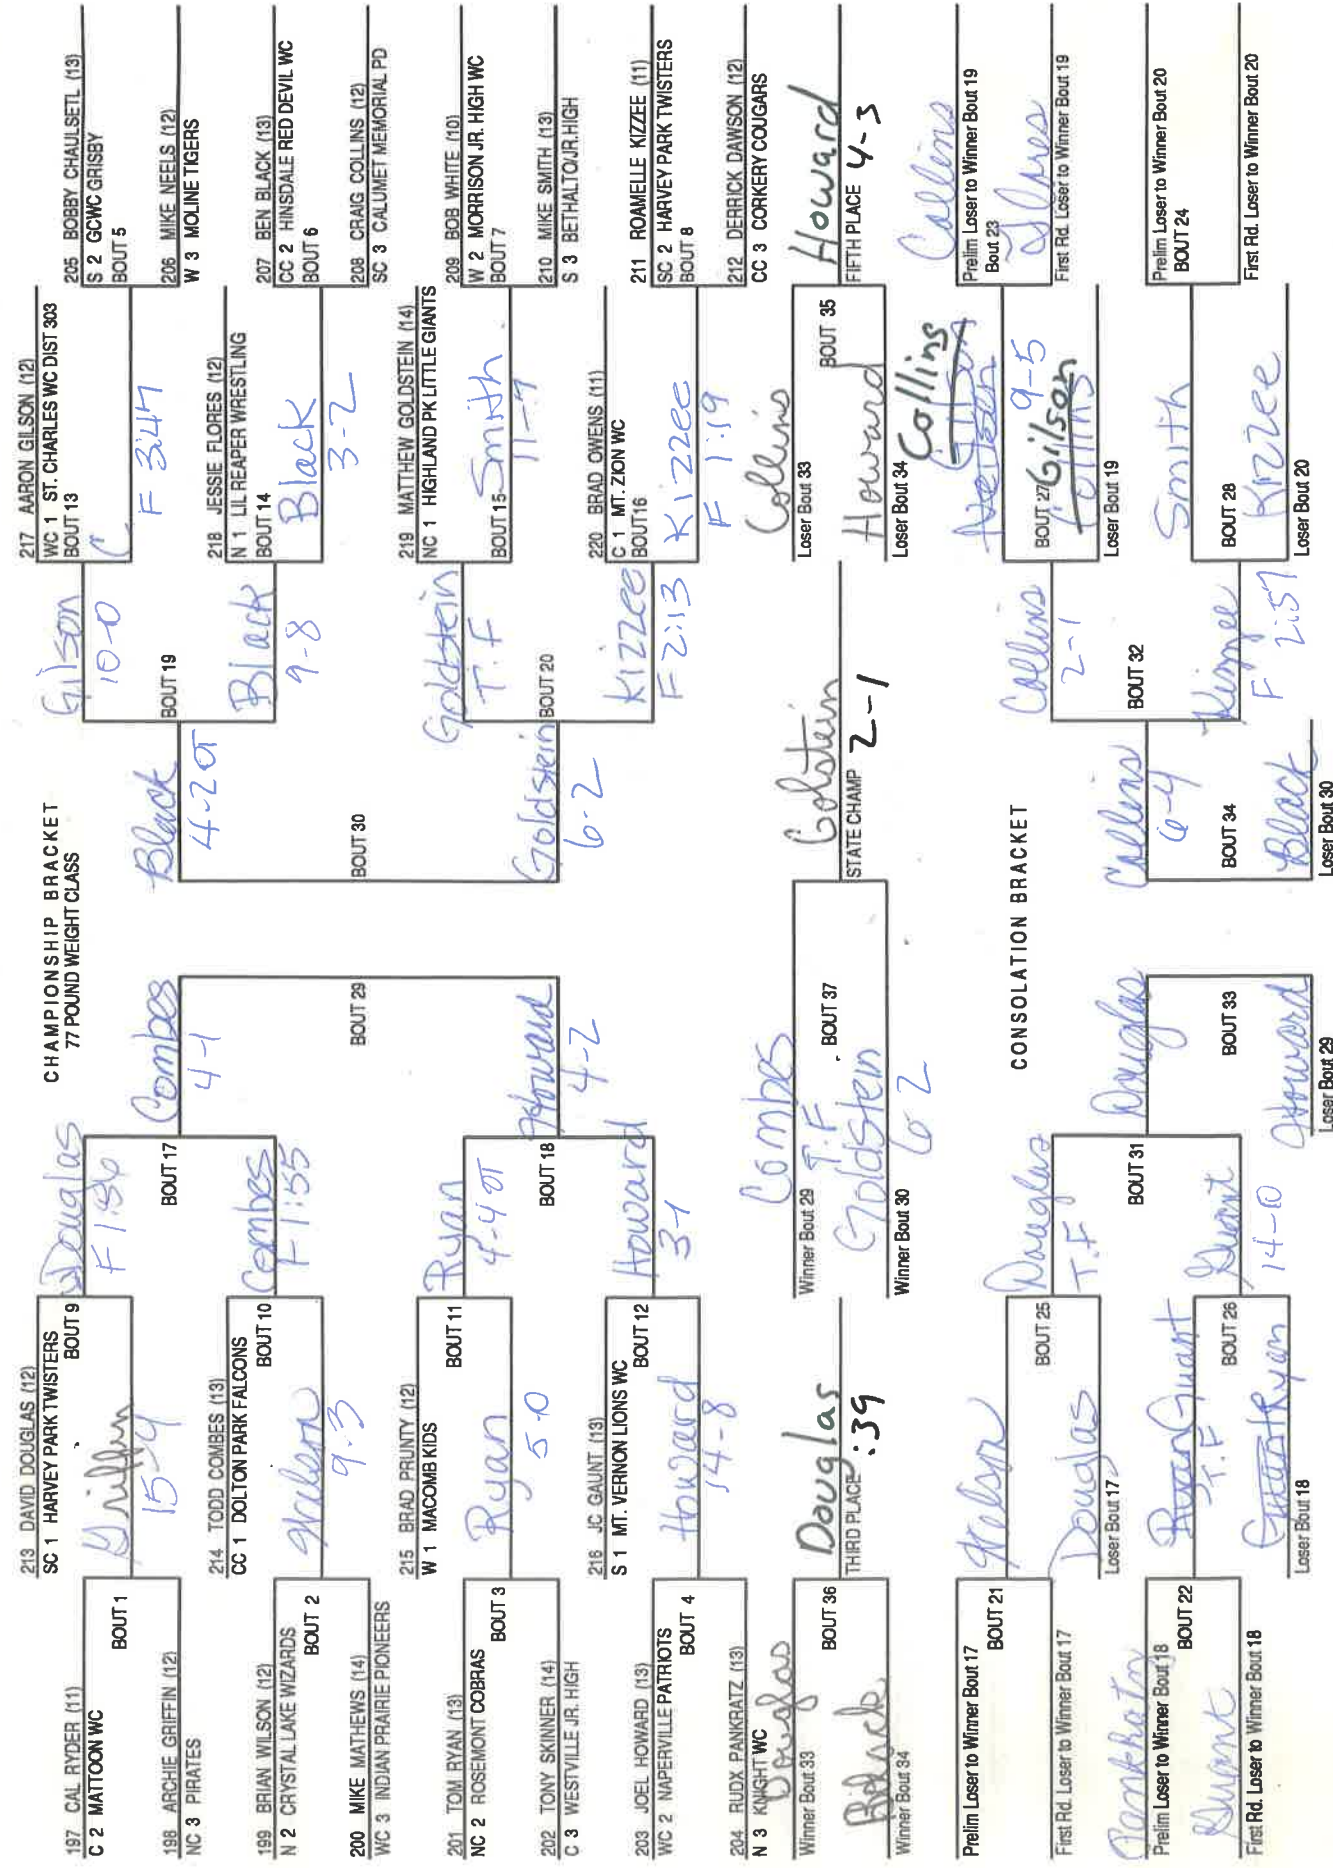 CHAMPIONSHIP BRACKET
77 POUND WEIGHT CLASS
197 CAL RYDER (11)
C 2 MATTOON WC
BOUT 1
198 ARCHIE GRIFFIN (12)
NC 3 PIRATES
199 BRIAN WILSON (12)
N 2 CRYSTAL LAKE WIZARDS
BOUT 2
200 MIKE MATHEWS (14)
WC 3 INDIAN PRAIRIE PIONEERS
201 TOM RYAN (13)
NC 2 ROSEMONT COBRAS
BOUT 3
202 TONY SKINNER (14)
C 3 WESTVILLE JR. HIGH
203 JOEL HOWARD (13)
WC 2 NAPERVILLE PATRIOTS
BOUT 4
204 RUDX PANKRATZ (13)
N 3 KNIGHT WC
213 DAVID DOUGLAS (12)
SC 1 HARVEY PARK TWISTERS
BOUT 9
Griffin
15-4
214 TODD COMBES (13)
CC 1 DOLTON PARK FALCONS
BOUT 10
Wilson
9-3
215 BRAD PRUNTY (12)
W 1 MACOMB KIDS
BOUT 11
Ryan
5-0
216 JC GAUNT (13)
S 1 MT. VERNON LIONS WC
BOUT 12
Howard
14-8
Douglas
F 1:56
BOUT 17
Combes
F 1:55
Ryan
4-4 OT
BOUT 18
Howard
3-1
Combes
4-1
BOUT 29
Howard
4-2
Black
4-2 OT
BOUT 30
Goldstein
6-2
Gilson
10-0
BOUT 19
Black
9-8
Goldstein
T.F
BOUT 20
Kizzee
F 2:13
217 AARON GILSON (12)
WC 1 ST. CHARLES WC DIST 303
BOUT 13
C
F 3:47
218 JESSIE FLORES (12)
N 1 LIL REAPER WRESTLING
BOUT 14
Black
3-2
219 MATTHEW GOLDSTEIN (14)
NC 1 HIGHLAND PK LITTLE GIANTS
BOUT 15
Smith
11-7
220 BRAD OWENS (11)
C 1 MT. ZION WC
BOUT16
Kizzee
F 1:19
205 BOBBY CHAULSETL (13)
S 2 GCWC GRISBY
BOUT 5
206 MIKE NEELS (12)
W 3 MOLINE TIGERS
207 BEN BLACK (13)
CC 2 HINSDALE RED DEVIL WC
BOUT 6
208 CRAIG COLLINS (12)
SC 3 CALUMET MEMORIAL PD
209 BOB WHITE (10)
W 2 MORRISON JR. HIGH WC
BOUT 7
210 MIKE SMITH (13)
S 3 BETHALTO/JR.HIGH
211 ROAMELLE KIZZEE (11)
SC 2 HARVEY PARK TWISTERS
BOUT 8
212 DERRICK DAWSON (12)
CC 3 CORKERY COUGARS
Douglas
Winner Bout 33
BOUT 36
Black
Winner Bout 34
Douglas
THIRD PLACE :39
Combes
Winner Bout 29
T.F
BOUT 37
Goldstein
Winner Bout 30
6 2
Golstein
STATE CHAMP 2-1
Collins
Loser Bout 33
BOUT 35
Howard
Loser Bout 34
Howard
FIFTH PLACE 4-3
CONSOLATION BRACKET
Prelim Loser to Winner Bout 17
BOUT 21
First Rd. Loser to Winner Bout 17
Prelim Loser to Winner Bout 18
BOUT 22
Guant
First Rd. Loser to Winner Bout 18
Wilson
BOUT 25
Douglas
Loser Bout 17
Ryan Guant
T.F
BOUT 26
Guant Ryan
Loser Bout 18
Douglas
T.F
BOUT 31
Guant
14-0
Douglas
BOUT 33
Howard
Loser Bout 29
Collins
6-4
BOUT 34
Black
Loser Bout 30
Collins
2-1
BOUT 32
F 2:57
Collins
Gilson
BOUT 27
9-5
Gilson
Collins
Loser Bout 19
Smith
BOUT 28
Kizzee
Loser Bout 20
Collins
Prelim Loser to Winner Bout 19
Bout 23
Flores
First Rd. Loser to Winner Bout 19
Prelim Loser to Winner Bout 20
BOUT 24
First Rd. Loser to Winner Bout 20